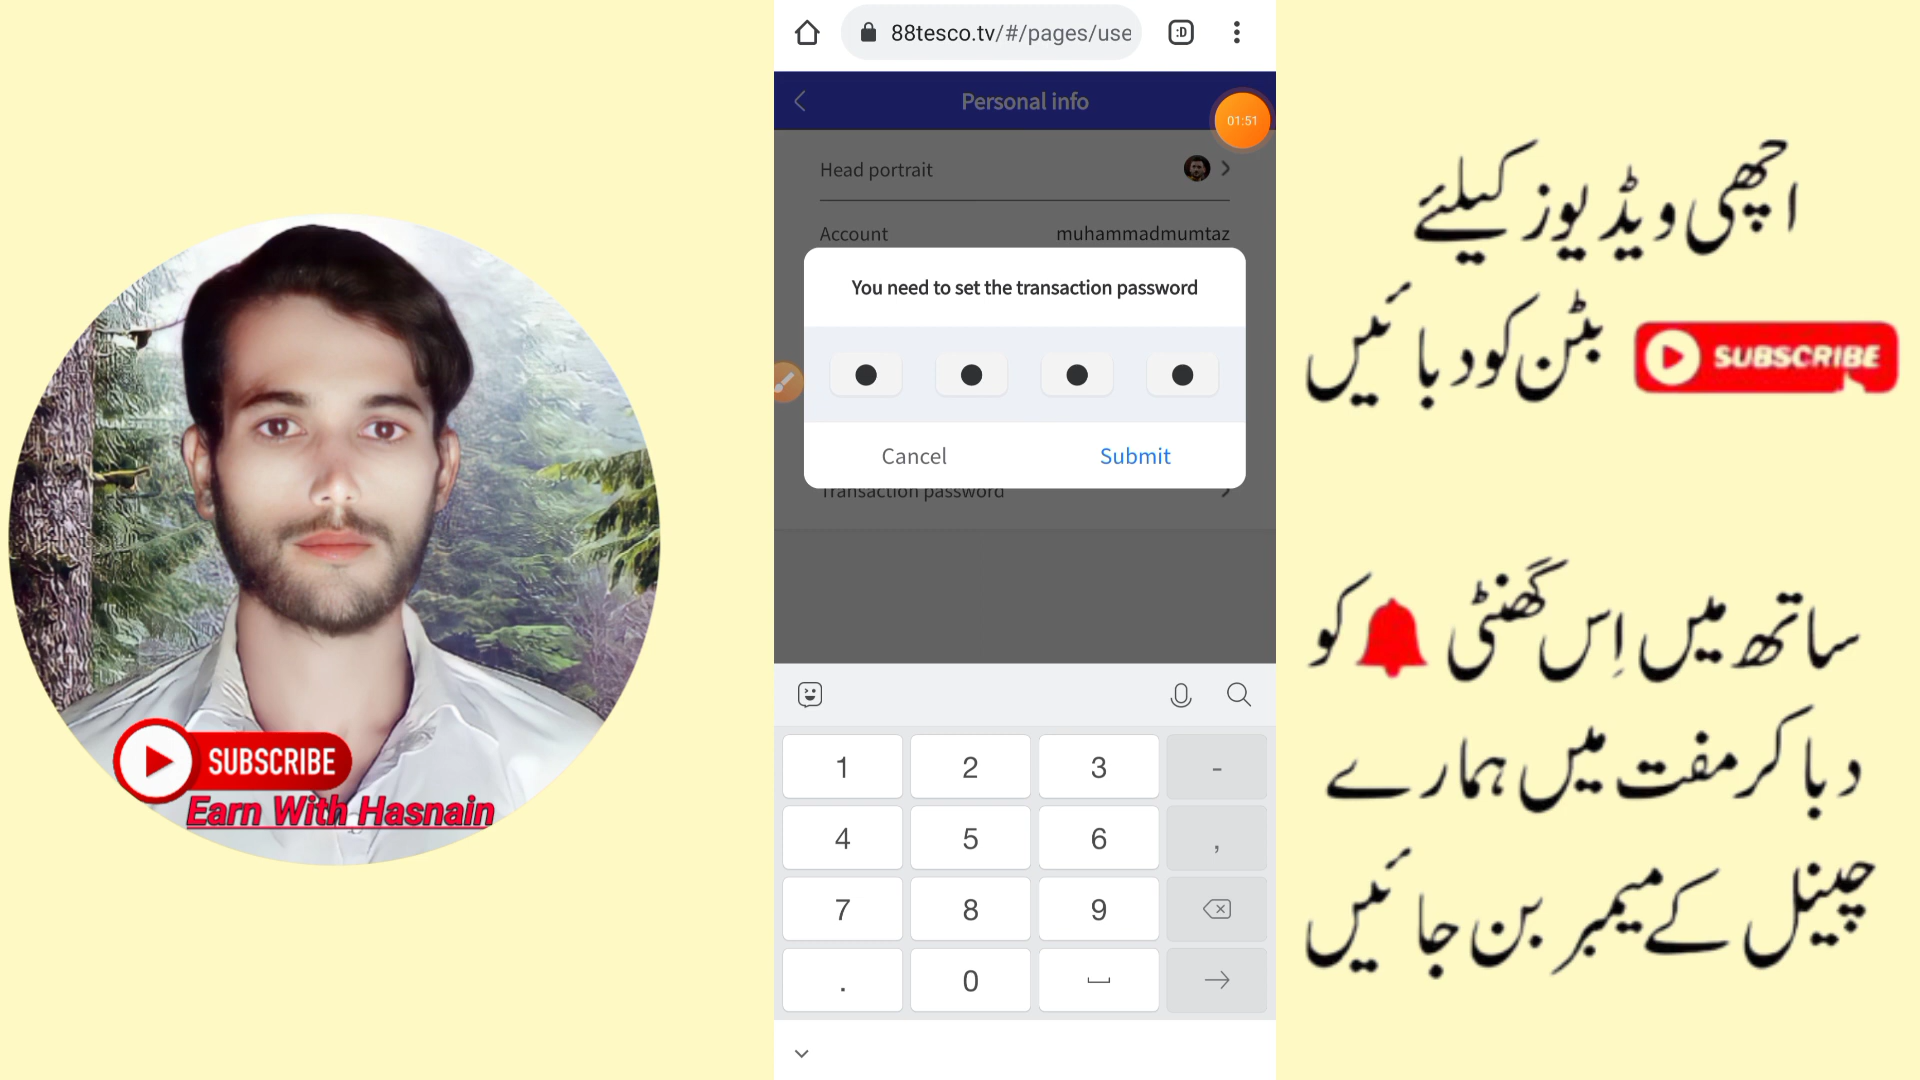 88tesco.tv/#/pages/use
:D
Personal info
01:51
Head portrait
Account muhammadmumtaz
You need to set the transaction password
Cancel Submit
Transaction password
1 2 3 -
4 5 6 ,
7 8 9
. 0
SUBSCRIBE
Earn With Hasnain
اچھی ویڈیوز کیلئے
بٹن کو دبائیں SUBSCRIBE
ساتھ میں اِس گھنٹی کو
دبا کر مفت میں ہمارے
چینل کے میمبر بن جائیں